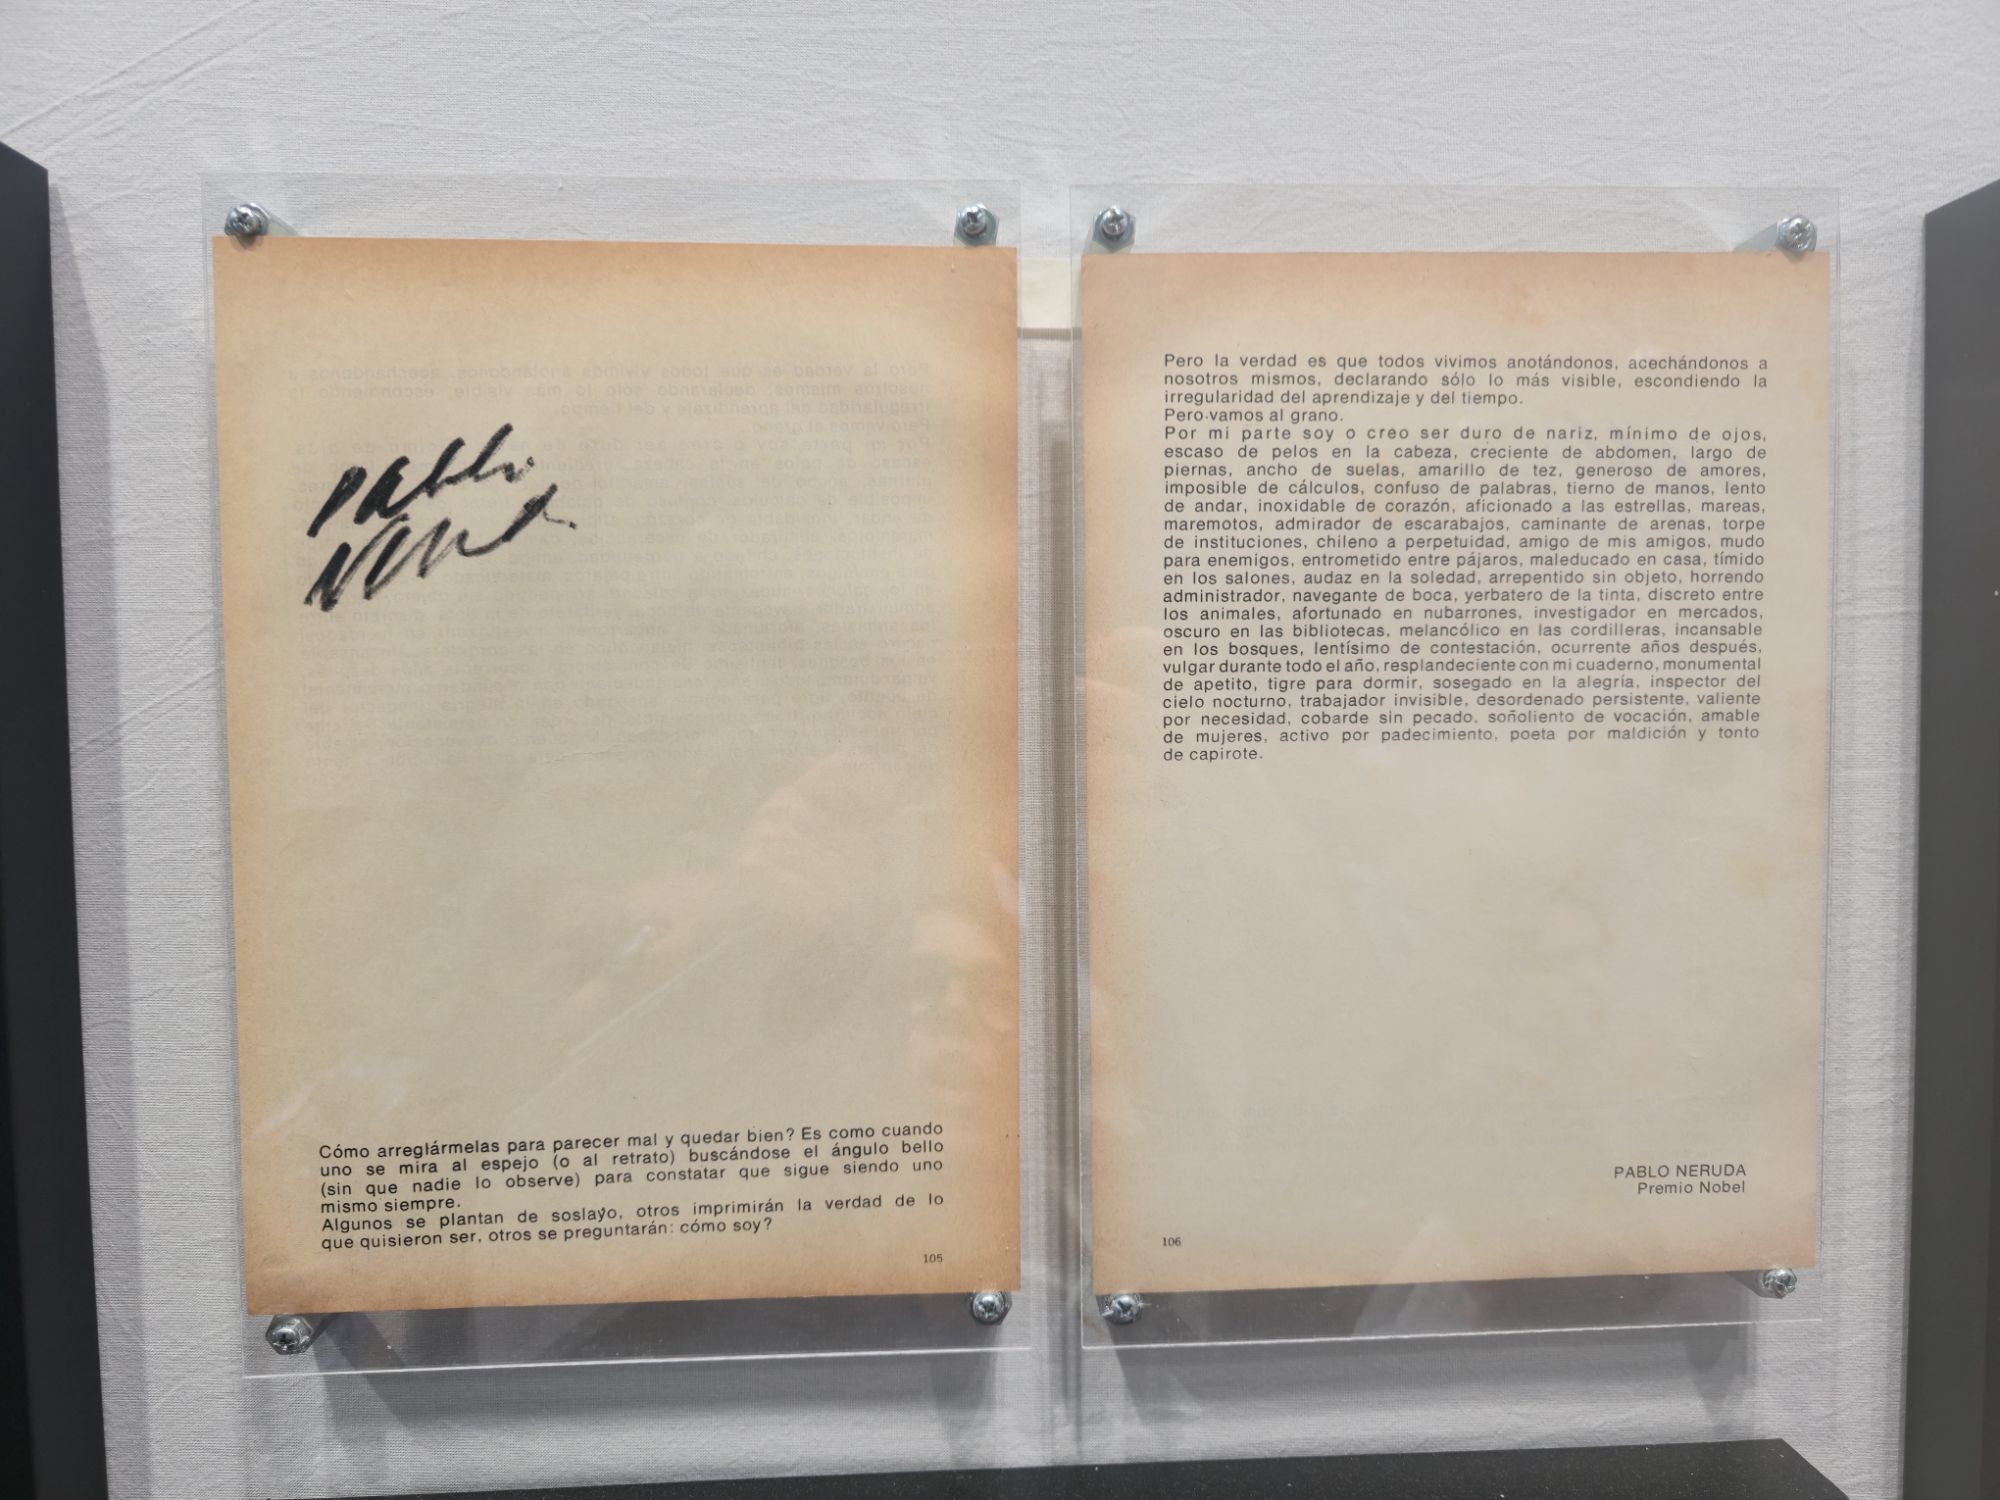 Pablo
Neruda
Cómo arreglármelas para parecer mal y quedar bien? Es como cuando
uno se mira al espejo (o al retrato) buscándose el ángulo bello
(sin que nadie lo observe) para constatar que sigue siendo uno
mismo siempre.
Algunos se plantan de soslayo, otros imprimirán la verdad de lo
que quisieron ser, otros se preguntarán: cómo soy?
105
Pero la verdad es que todos vivimos anotándonos, acechándonos a
nosotros mismos, declarando sólo lo más visible, escondiendo la
irregularidad del aprendizaje y del tiempo.
Pero vamos al grano.
Por mi parte soy o creo ser duro de nariz, mínimo de ojos,
escaso de pelos en la cabeza, creciente de abdomen, largo de
piernas, ancho de suelas, amarillo de tez, generoso de amores,
imposible de cálculos, confuso de palabras, tierno de manos, lento
de andar, inoxidable de corazón, aficionado a las estrellas, mareas,
maremotos, admirador de escarabajos, caminante de arenas, torpe
de instituciones, chileno a perpetuidad, amigo de mis amigos, mudo
para enemigos, entrometido entre pájaros, maleducado en casa, tímido
en los salones, audaz en la soledad, arrepentido sin objeto, horrendo
administrador, navegante de boca, yerbatero de la tinta, discreto entre
los animales, afortunado en nubarrones, investigador en mercados,
oscuro en las bibliotecas, melancólico en las cordilleras, incansable
en los bosques, lentísimo de contestación, ocurrente años después,
vulgar durante todo el año, resplandeciente con mi cuaderno, monumental
de apetito, tigre para dormir, sosegado en la alegría, inspector del
cielo nocturno, trabajador invisible, desordenado persistente, valiente
por necesidad, cobarde sin pecado, soñoliento de vocación, amable
de mujeres, activo por padecimiento, poeta por maldición y tonto
de capirote.
PABLO NERUDA
Premio Nobel
106